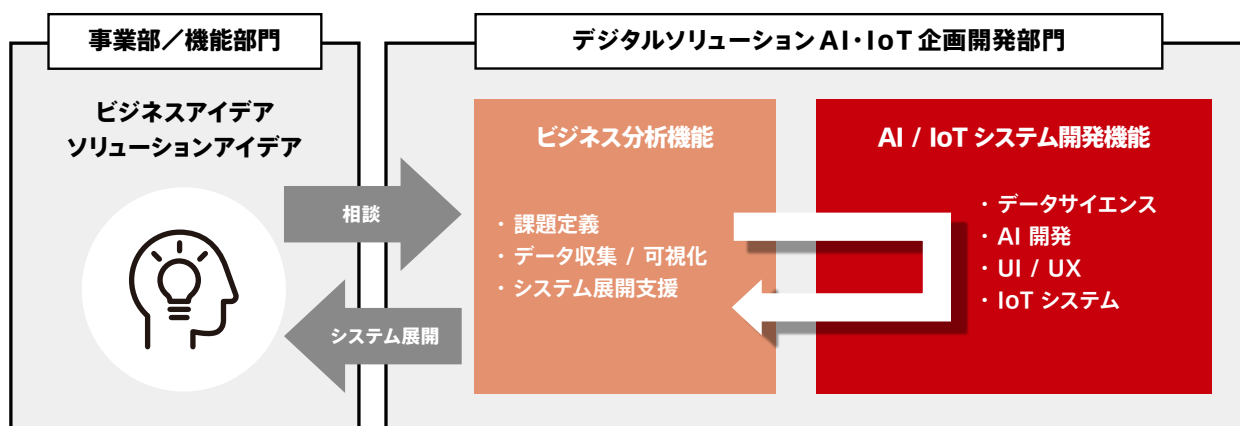 事業部／機能部門
ビジネスアイデア
ソリューションアイデア
相談
システム展開
デジタルソリューション AI・IoT 企画開発部門
ビジネス分析機能
・ 課題定義
・ データ収集 / 可視化
・ システム展開支援
AI / IoT システム開発機能
・ データサイエンス
・ AI 開発
・ UI / UX
・ IoT システム